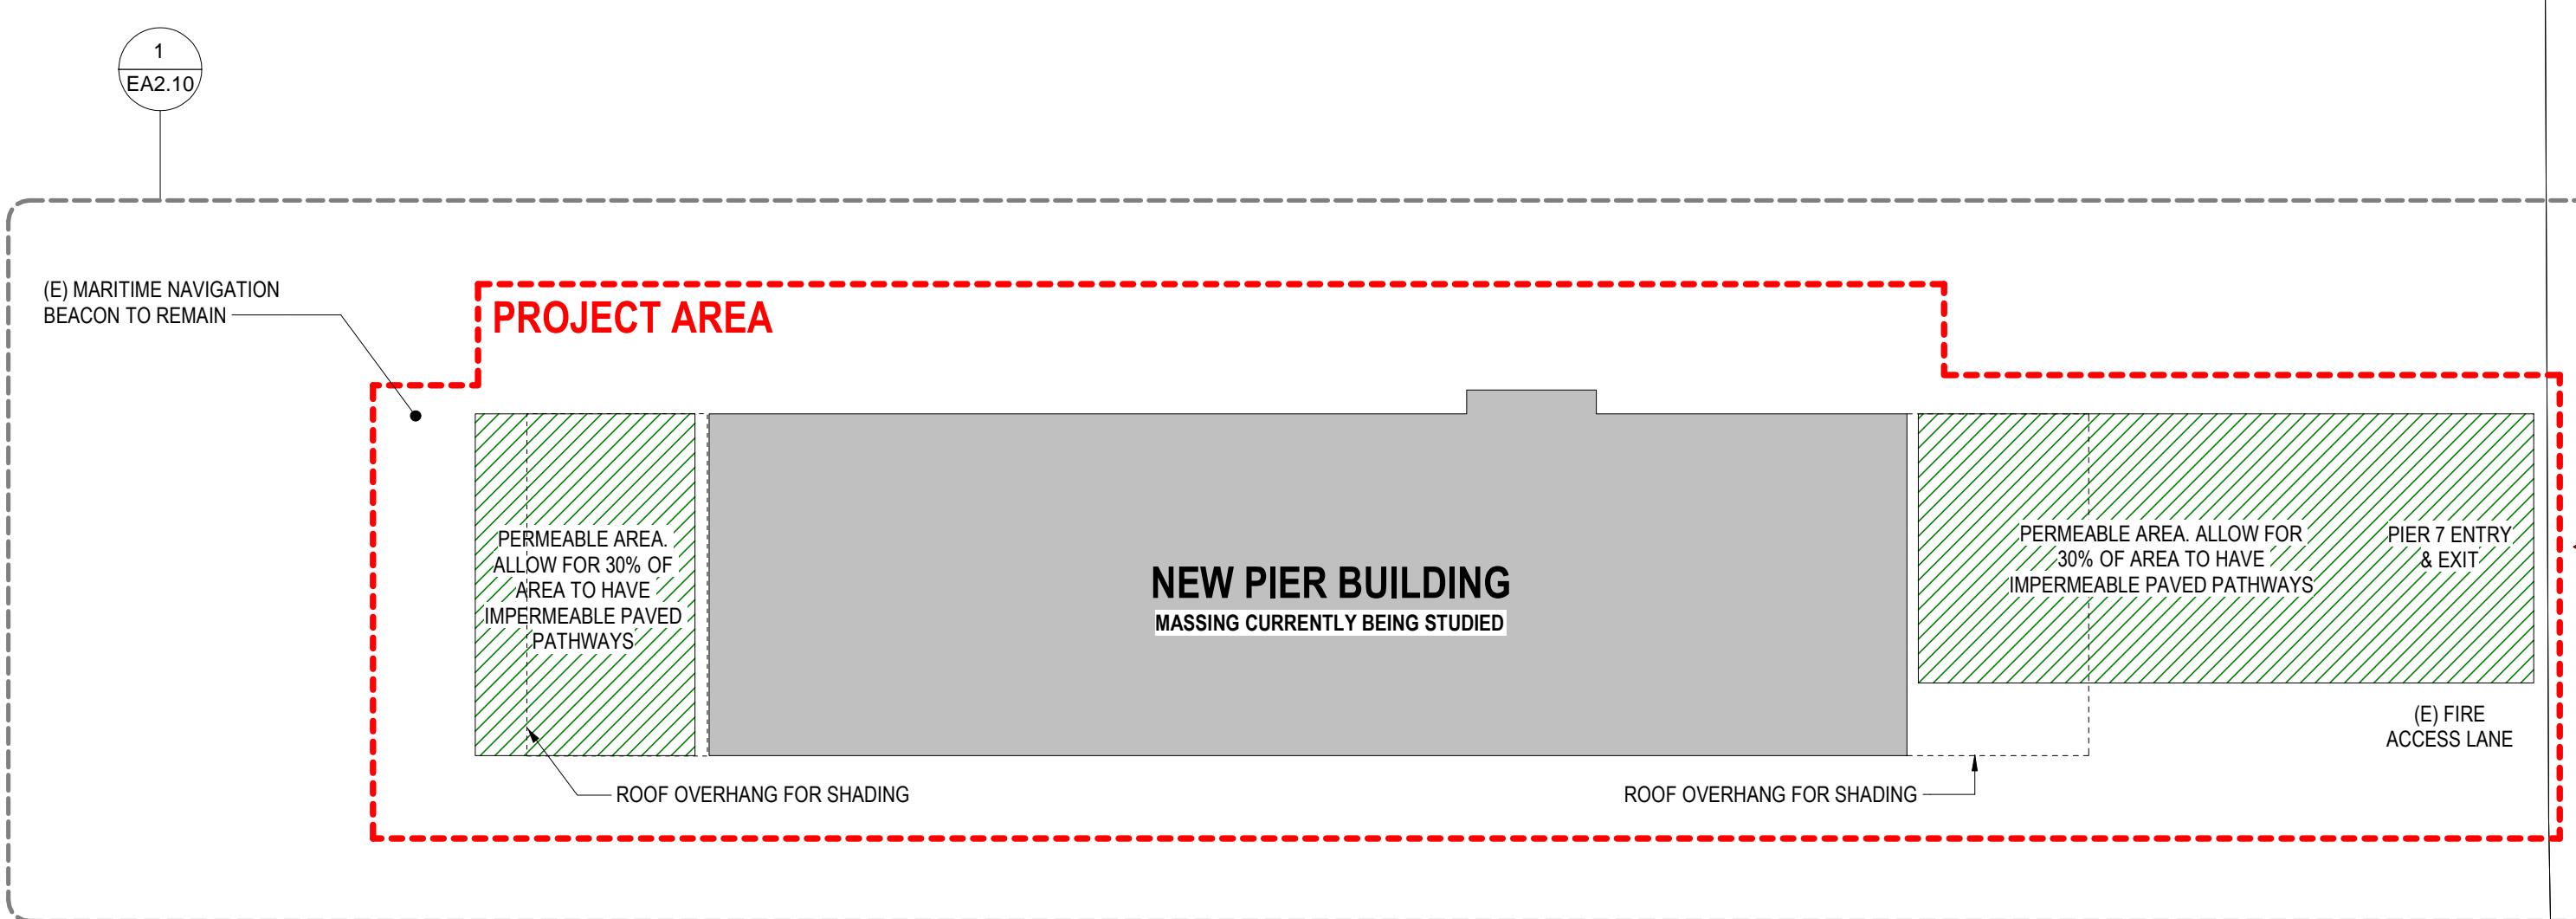 1
EA2.10
(E) MARITIME NAVIGATION
BEACON TO REMAIN
PROJECT AREA
PERMEABLE AREA.
ALLOW FOR 30% OF
AREA TO HAVE
IMPERMEABLE PAVED
PATHWAYS
NEW PIER BUILDING
MASSING CURRENTLY BEING STUDIED
PERMEABLE AREA. ALLOW FOR
30% OF AREA TO HAVE
IMPERMEABLE PAVED PATHWAYS
PIER 7 ENTRY
& EXIT
(E) FIRE
ACCESS LANE
ROOF OVERHANG FOR SHADING
ROOF OVERHANG FOR SHADING